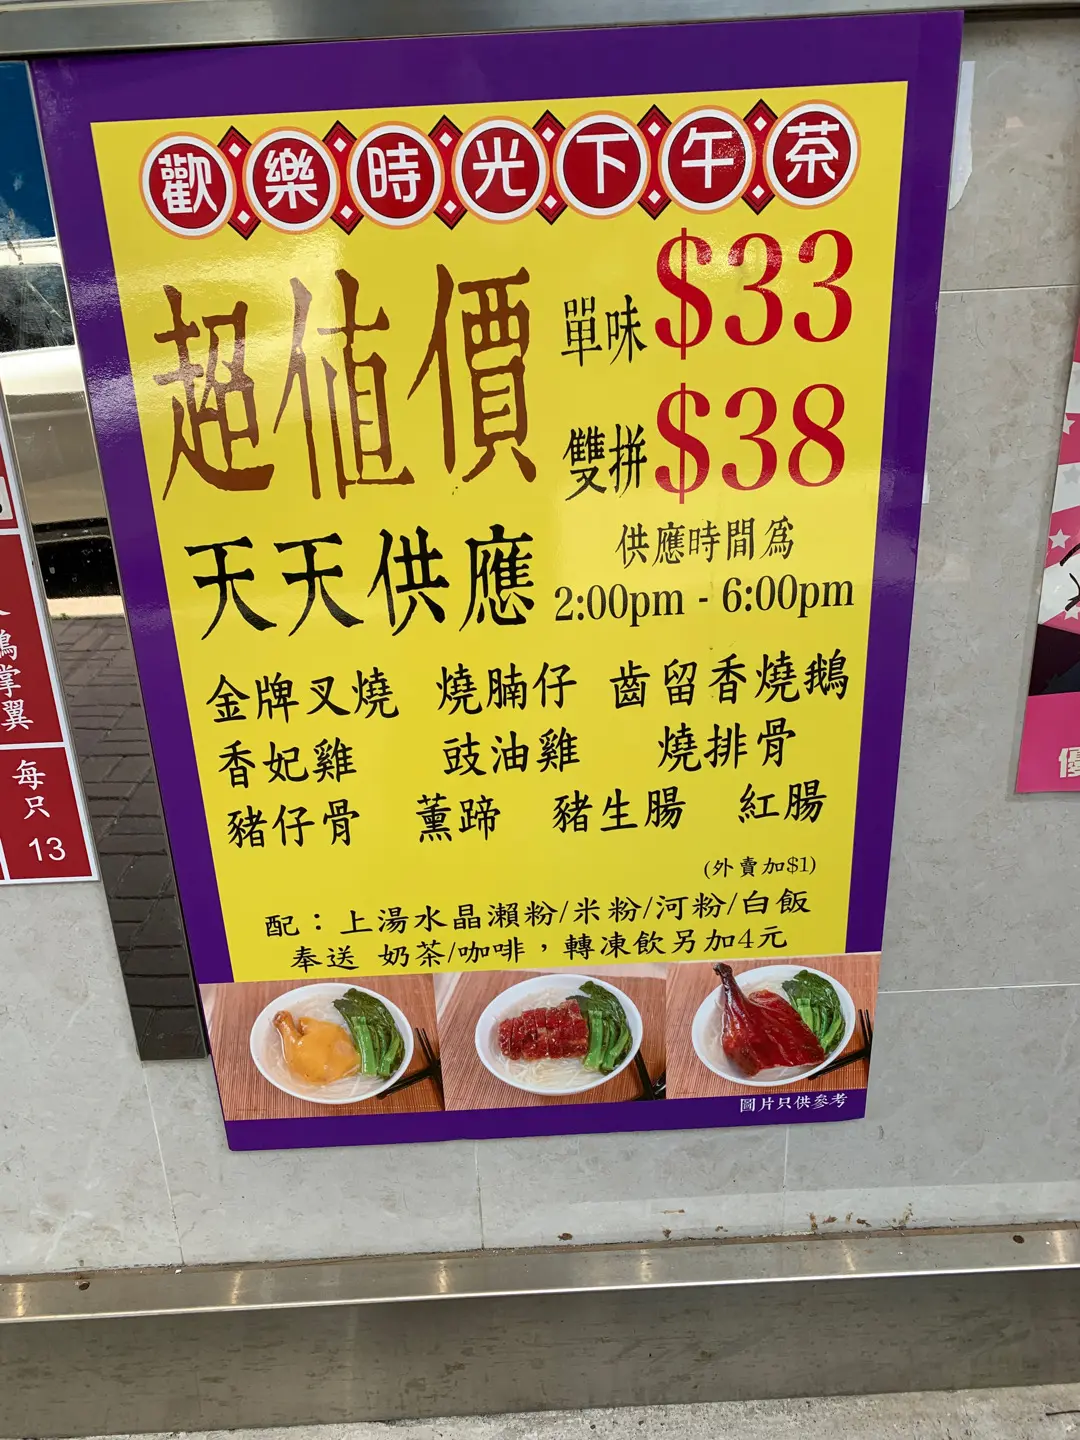 歡樂時光下午茶
超值價
單味 $33
雙拼 $38
天天供應
供應時間為
2:00pm - 6:00pm
金牌叉燒 燒腩仔 齒留香燒鵝
香妃雞 豉油雞 燒排骨
豬仔骨 薰蹄 豬生腸 紅腸
(外賣加$1)
配：上湯水晶瀨粉/米粉/河粉/白飯
奉送 奶茶/咖啡，轉凍飲另加4元
圖片只供參考
鵝掌翼
每只
13
優